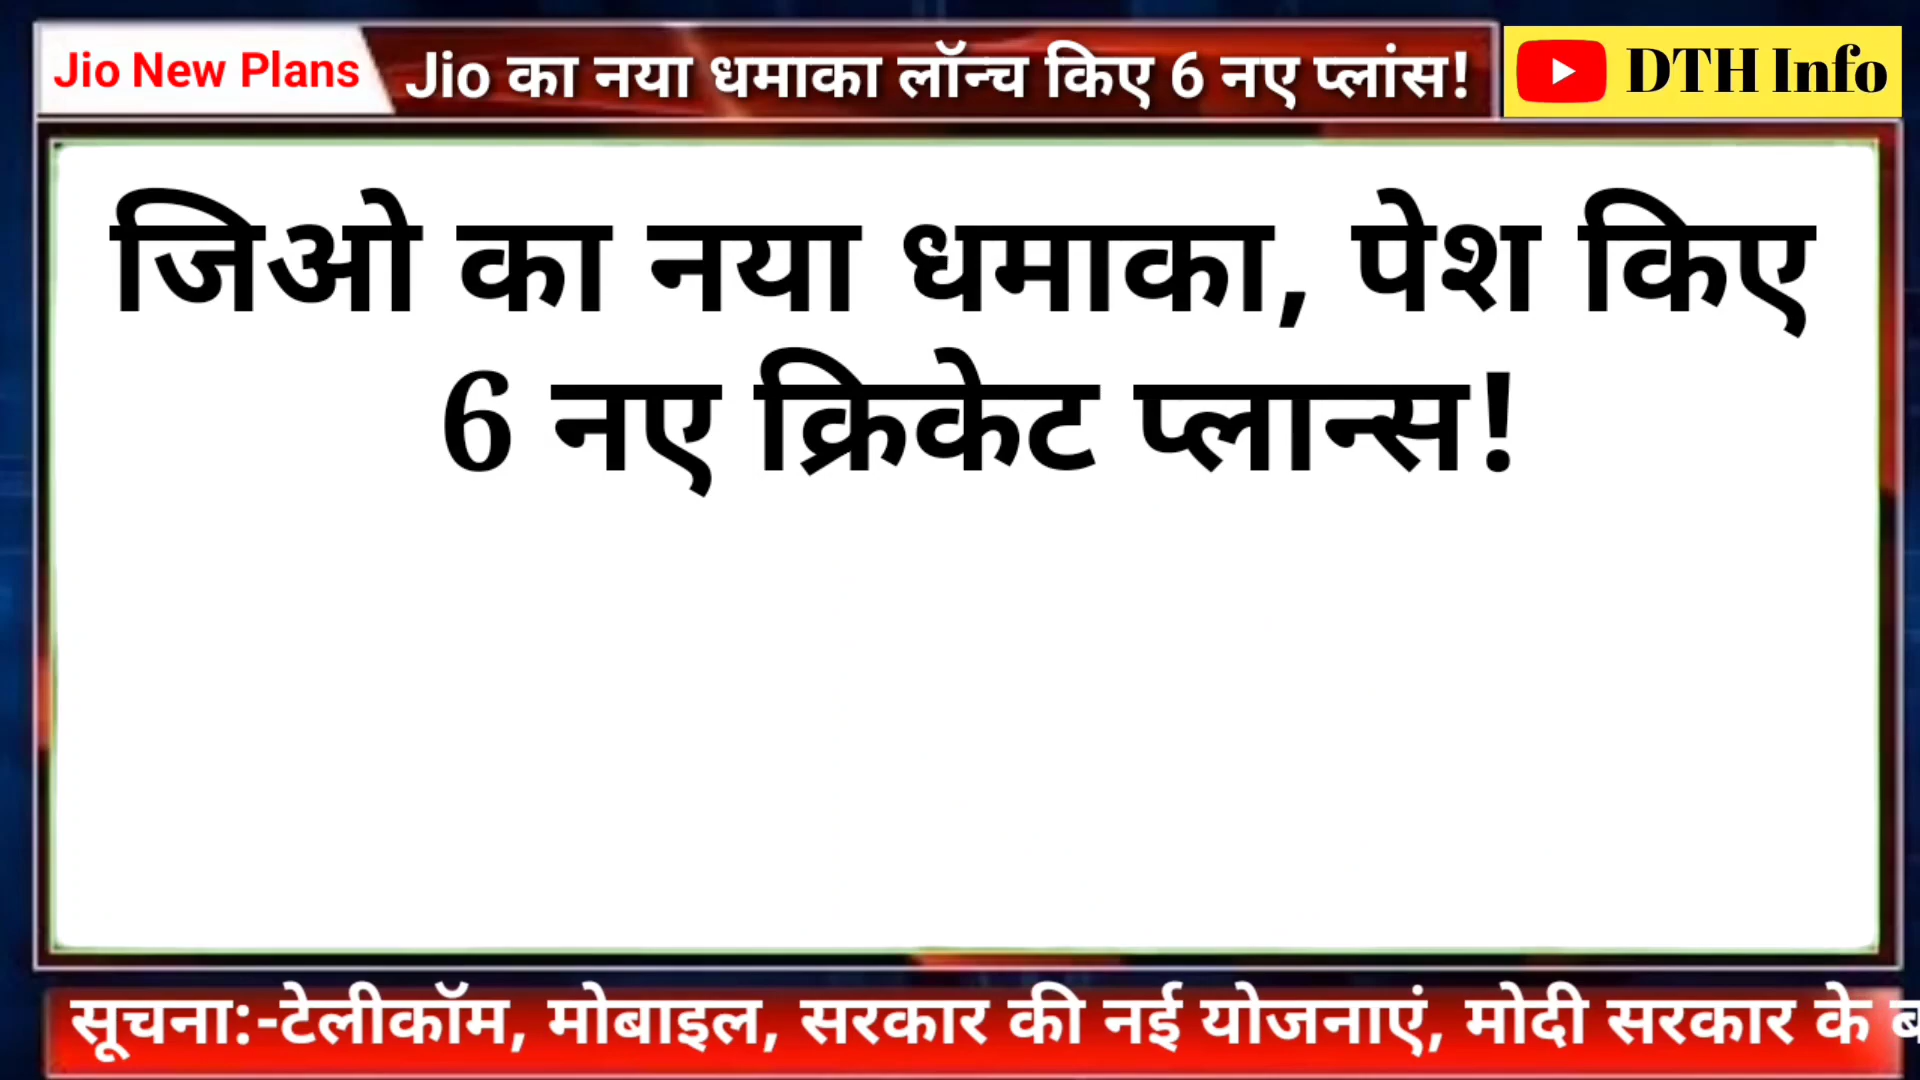 Jio New Plans
Jio का नया धमाका लॉन्च किए 6 नए प्लांस!
DTH Info
जिओ का नया धमाका, पेश किए
6 नए क्रिकेट प्लान्स!
सूचना:-टेलीकॉम, मोबाइल, सरकार की नई योजनाएं, मोदी सरकार के